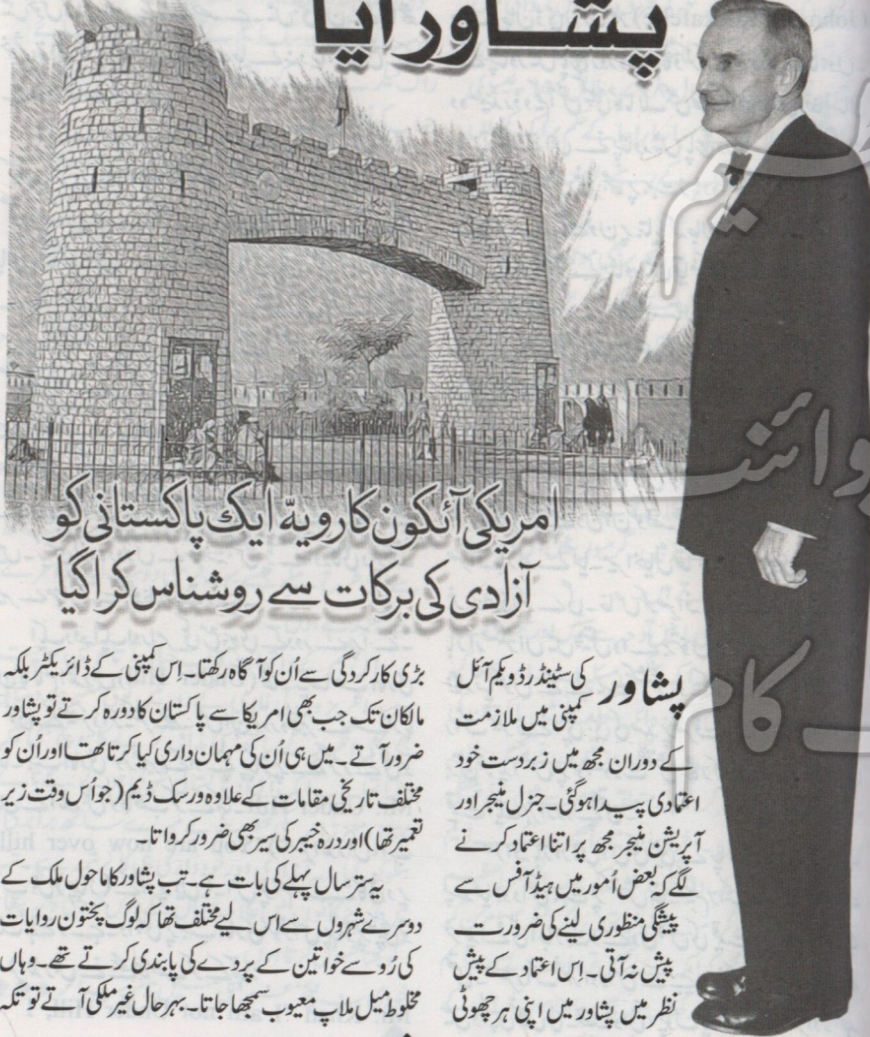 پشاور آیا
امریکی آئکون کا رویہّ ایک پاکستانی کو
آزادی کی برکات سے روشناس کرا گیا
پشاور کی سٹینڈرڈ ویکم آئل
کمپنی میں ملازمت
کے دوران مجھ میں زبردست خود
اعتمادی پیدا ہوگئی۔ جنرل منیجر اور
آپریشن منیجر مجھ پر اتنا اعتماد کرنے
لگے کہ بعض اُمور میں ہیڈ آفس سے
پیشگی منظوری لینے کی ضرورت
پیش نہ آتی۔ اِس اعتماد کے پیش
نظر میں پشاور میں اپنی ہر چھوٹی
بڑی کارکردگی سے اُن کو آگاہ رکھتا۔ اِس کمپنی کے ڈائریکٹر بلکہ
مالکان تک جب بھی امریکا سے پاکستان کا دورہ کرتے تو پشاور
ضرور آتے۔ میں ہی اُن کی مہمان داری کیا کرتا تھا اور اُن کو
مختلف تاریخی مقامات کے علاوہ ورسک ڈیم (جو اُس وقت زیر
تعمیر تھا) اور درہ خیبر کی سیر بھی ضرور کرواتا۔
یہ ستر سال پہلے کی بات ہے۔ تب پشاور کا ماحول ملک کے
دوسرے شہروں سے اس لیے مختلف تھا کہ لوگ پختون روایات
کی رُو سے خواتین کے پردے کی پابندی کرتے تھے۔ وہاں
مخلوط میل ملاپ معیوب سمجھا جاتا۔ بہرحال غیر ملکی آتے تو تکہ